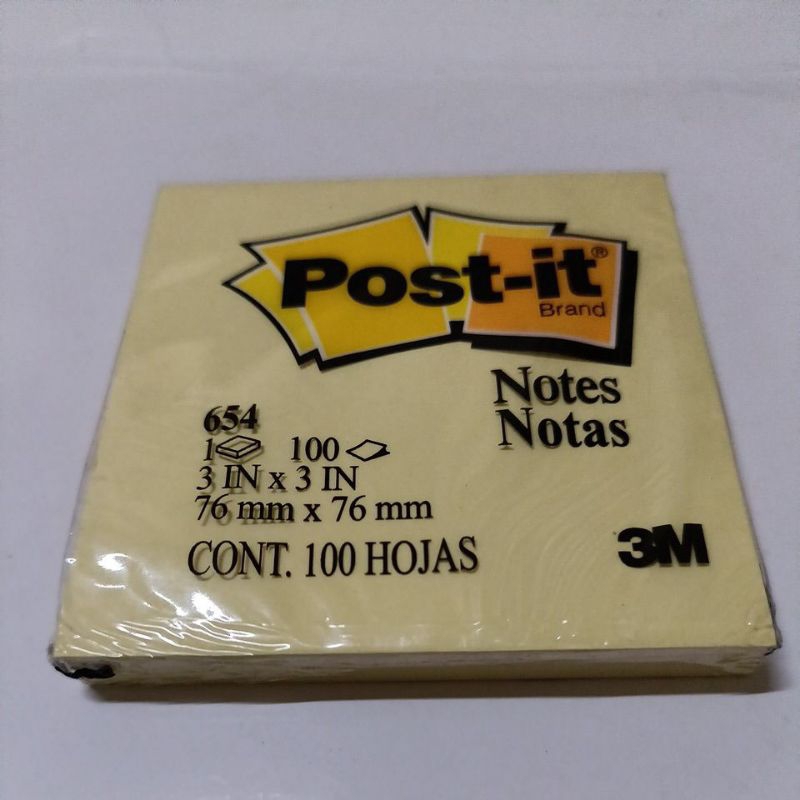 Post-it®
Brand
Notes
Notas
654
1 100
3 IN x 3 IN
76 mm x 76 mm
CONT. 100 HOJAS
3M